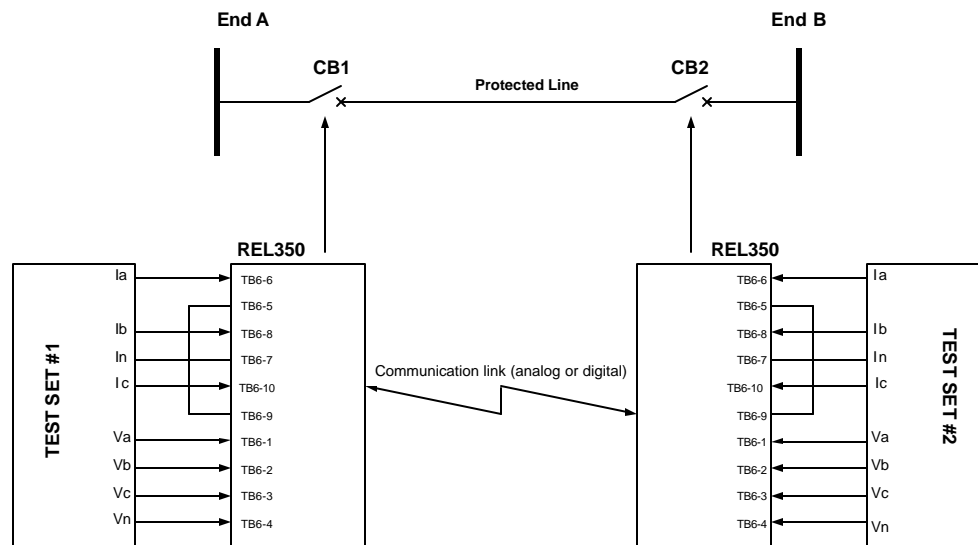 End A
End B
CB1
CB2
Protected Line
REL350
REL350
Ia
TB6-6
TB6-6
Ia
TB6-5
TB6-5
Ib
TB6-8
TB6-8
Ib
In
TB6-7
TB6-7
In
Ic
TB6-10
TB6-10
Ic
TB6-9
TB6-9
Va
TB6-1
TB6-1
Va
Vb
TB6-2
TB6-2
Vb
Vc
TB6-3
TB6-3
Vc
Vn
TB6-4
TB6-4
Vn
TEST SET #1
Communication link (analog or digital)
TEST SET #2